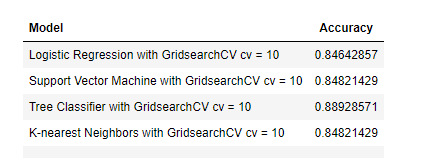 Model Accuracy
Logistic Regression with GridsearchCV cv = 10 0.84642857
Support Vector Machine with GridsearchCV cv = 10 0.84821429
Tree Classifier with GridsearchCV cv = 10 0.88928571
K-nearest Neighbors with GridsearchCV cv = 10 0.84821429